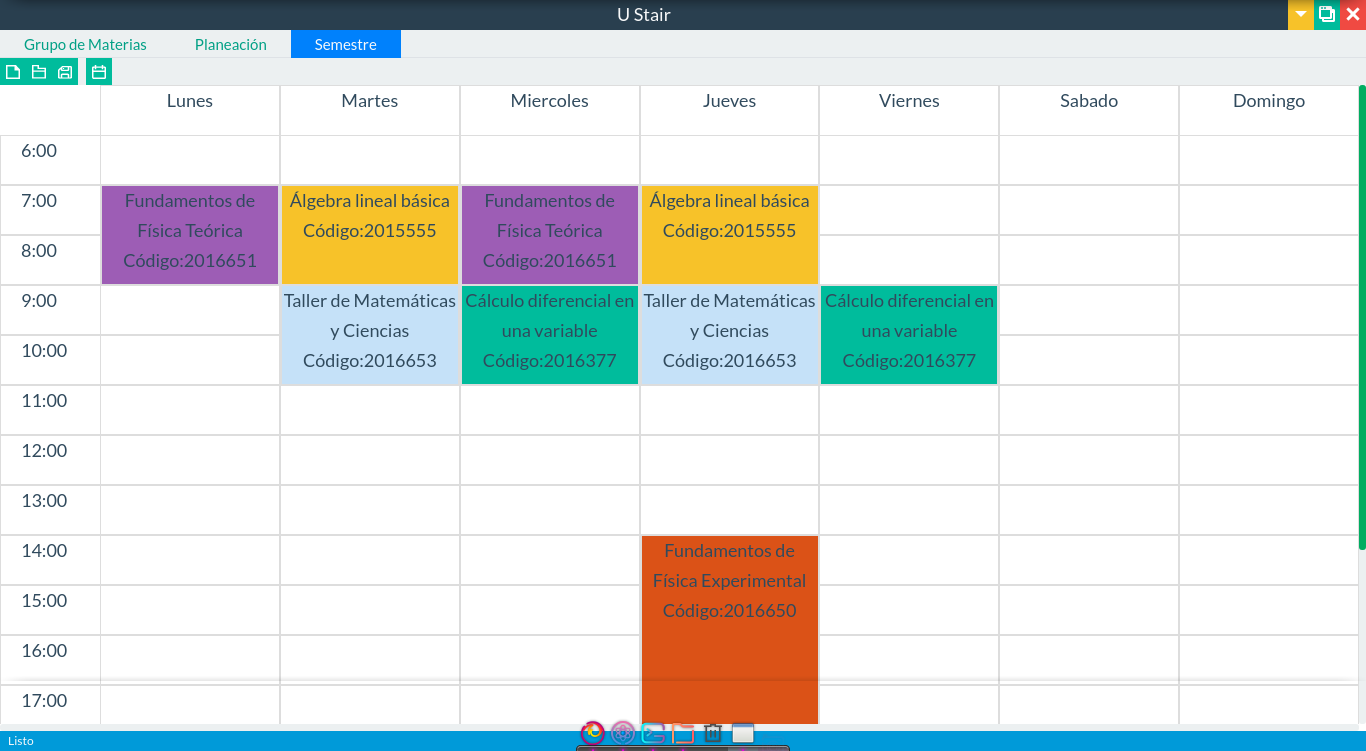 U Stair
Grupo de Materias Planeación Semestre
Lunes Martes Miercoles Jueves Viernes Sabado Domingo
6:00
7:00 Fundamentos de Álgebra lineal básica Fundamentos de Álgebra lineal básica
Física Teórica Código:2015555 Física Teórica Código:2015555
8:00 Código:2016651 Código:2016651
9:00 Taller de Matemáticas Cálculo diferencial en Taller de Matemáticas Cálculo diferencial en
y Ciencias una variable y Ciencias una variable
10:00 Código:2016653 Código:2016377 Código:2016653 Código:2016377
11:00
12:00
13:00
14:00 Fundamentos de
Física Experimental
15:00 Código:2016650
16:00
17:00
Listo